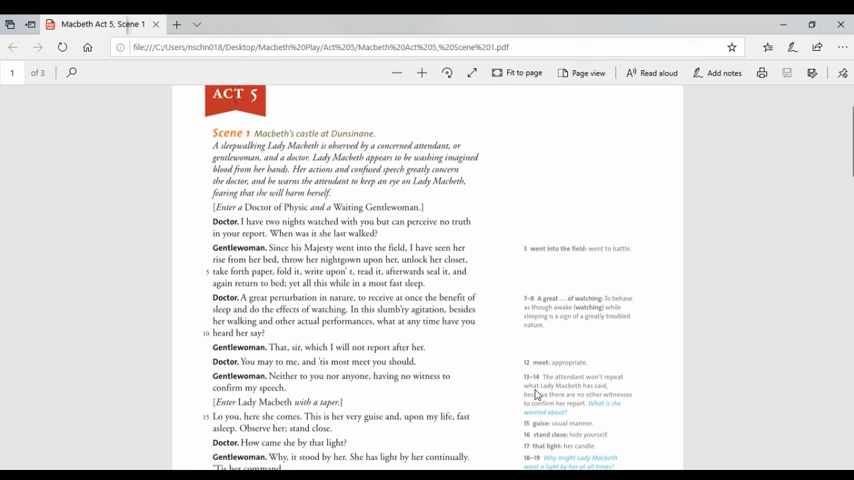 Macbeth Act 5, Scene 1
file:///C:/Users/nschn018/Desktop/Macbeth%20Play/Act%205/Macbeth%20Act%205,%20Scene%201.pdf
1 of 3
Fit to page
Page view
Read aloud
Add notes
ACT 5
Scene 1 Macbeth's castle at Dunsinane.
A sleepwalking Lady Macbeth is observed by a concerned attendant, or
gentlewoman, and a doctor. Lady Macbeth appears to be washing imagined
blood from her hands. Her actions and confused speech greatly concern
the doctor, and he warns the attendant to keep an eye on Lady Macbeth,
fearing that she will harm herself.
[Enter a Doctor of Physic and a Waiting Gentlewoman.]
Doctor. I have two nights watched with you but can perceive no truth
in your report. When was it she last walked?
Gentlewoman. Since his Majesty went into the field, I have seen her
rise from her bed, throw her nightgown upon her, unlock her closet,
5 take forth paper, fold it, write upon' t, read it, afterwards seal it, and
again return to bed; yet all this while in a most fast sleep.
Doctor. A great perturbation in nature, to receive at once the benefit of
sleep and do the effects of watching. In this slumb'ry agitation, besides
her walking and other actual performances, what at any time have you
10 heard her say?
Gentlewoman. That, sir, which I will not report after her.
Doctor. You may to me, and 'tis most meet you should.
Gentlewoman. Neither to you nor anyone, having no witness to
confirm my speech.
[Enter Lady Macbeth with a taper.]
15 Lo you, here she comes. This is her very guise and, upon my life, fast
asleep. Observe her; stand close.
Doctor. How came she by that light?
Gentlewoman. Why, it stood by her. She has light by her continually.
'Tis her command.
3 went into the field: went to battle.
7–8 A great . . . of watching: To behave
as though awake (watching) while
sleeping is a sign of a greatly troubled
nature.
12 meet: appropriate.
13–14 The attendant won't repeat
what Lady Macbeth has said,
because there are no other witnesses
to confirm her report. What is she
worried about?
15 guise: usual manner.
16 stand close: hide yourself.
17 that light: her candle.
18–19 Why might Lady Macbeth
want a light by her at all times?